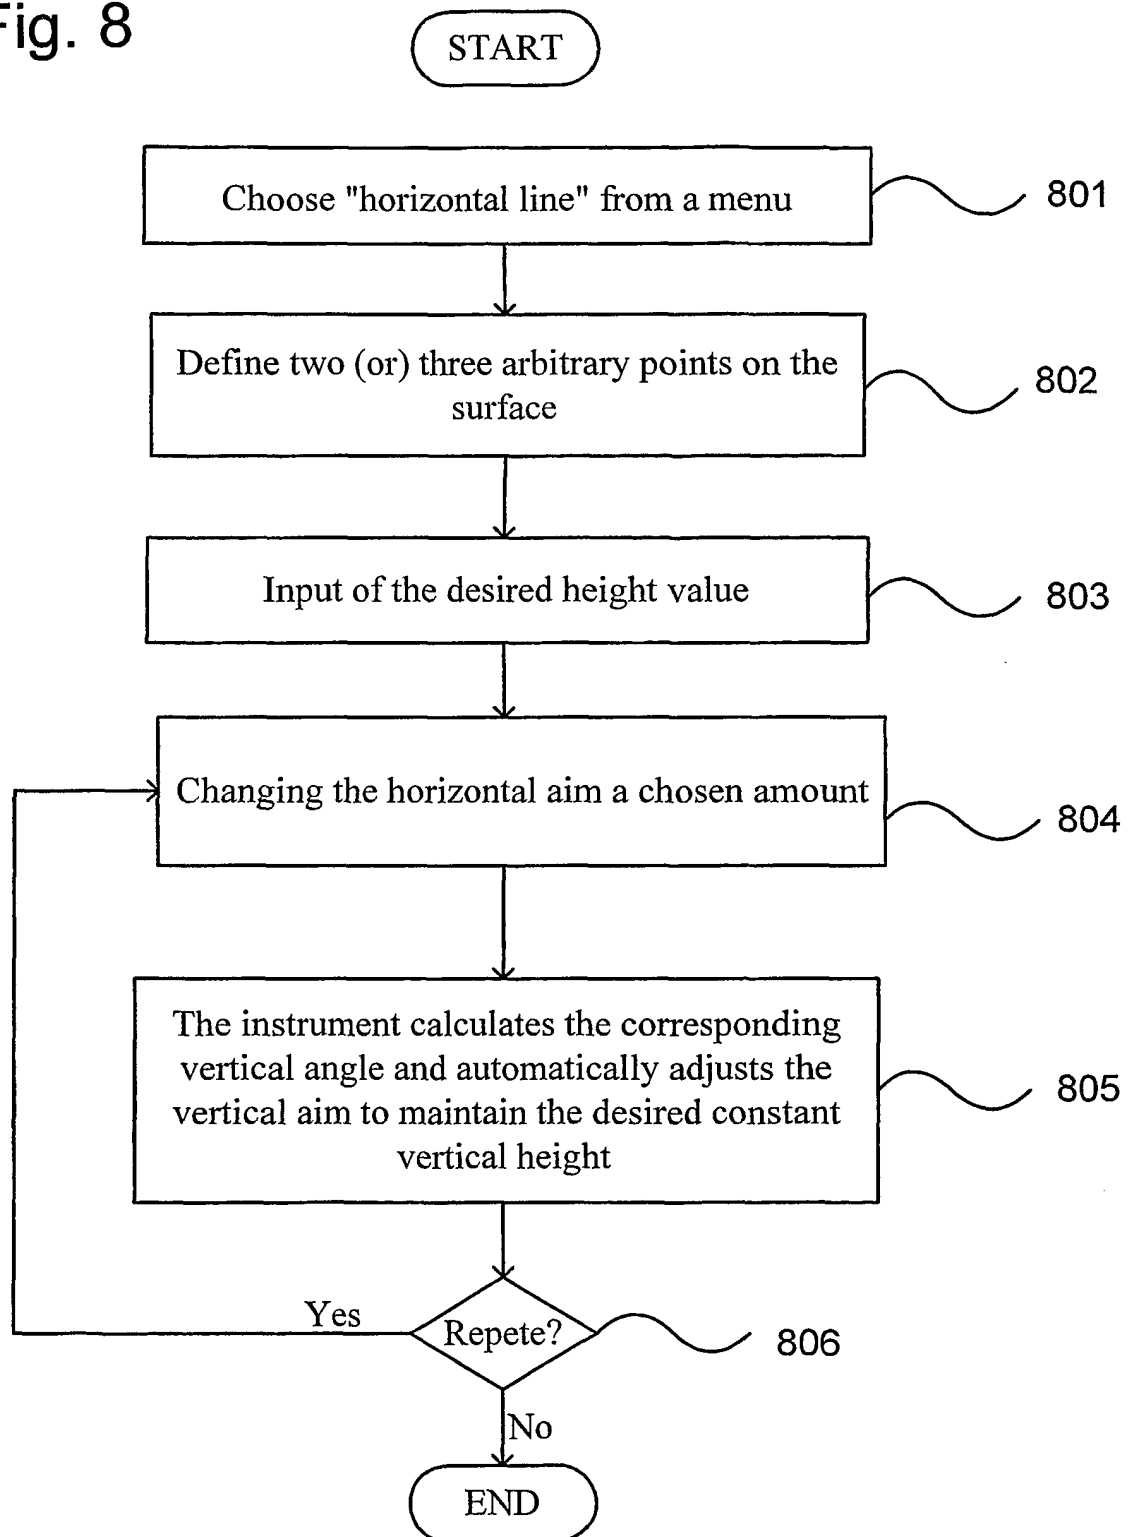 Fig. 8
START
Choose "horizontal line" from a menu
801
Define two (or) three arbitrary points on the
surface
802
Input of the desired height value
803
Changing the horizontal aim a chosen amount
804
The instrument calculates the corresponding
vertical angle and automatically adjusts the
vertical aim to maintain the desired constant
vertical height
805
Yes
Repete?
806
No
END